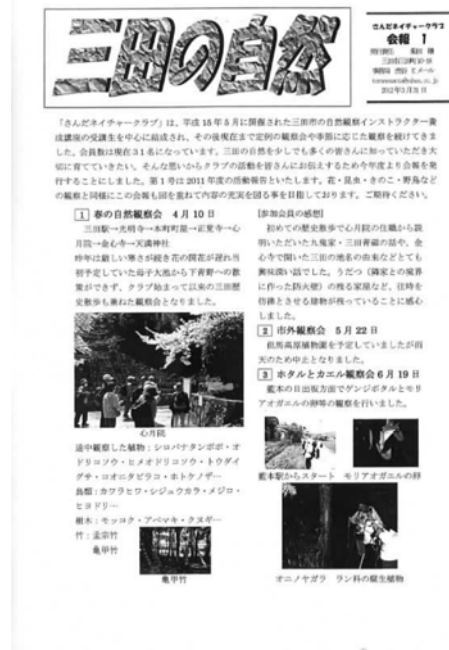 三田の自然
さんだネイチャークラブ
会報 1
2012年3月31日
「さんだネイチャークラブ」は、平成15年5月に開催された三田市の自然観察インストラクター養
成講座の受講生を中心に結成され、その後現在まで定例の観察会や季節に応じた観察を続けてきま
した。会員数は現在31名になっています。三田の自然を少しでも多くの皆さんに知っていただき大
切に育てていきたい。そんな思いからクラブの活動を皆さんにお伝えするため今年度より会報を発
行することにしました。第1号は2011年度の活動報告といたします。花・昆虫・きのこ・野鳥など
の観察と同様にこの会報も回を重ねて内容の充実を図る事を目指しております。ご期待ください。
1 春の自然観察会 4月10日
三田駅→光明寺→本町町筋→正覚寺→心
月院→金心寺→天満神社
昨年は厳しい寒さが続き花の開花が遅れ当
初予定していた母子大池から下青野への散
策ができず、クラブ始まって以来の三田歴
史散歩も兼ねた観察会となりました。
心月院
途中観察した植物:シロバナタンポポ・オ
ドリコソウ・ヒメオドリコソウ・トウダイ
グサ・コオニタビラコ・ホトケノザ…
鳥類:カワラヒワ・シジュウカラ・メジロ・
ヒヨドリ…
樹木:モッコク・アベマキ・クヌギ…
竹:孟宗竹
亀甲竹
亀甲竹
[参加会員の感想]
初めての歴史散歩で心月院の住職から説
明いただいた九鬼家・三田青磁の話や、金
心寺で聞いた三田の地名の由来などとても
興味深い話でした。うだつ(隣家との境界
に作った防火壁)の残る家屋など、往時を
彷彿とさせる建物が残っていることに感心
しました。
2 市外観察会 5月22日
但馬高原植物園を予定していましたが雨
天のため中止となりました。
3 ホタルとカエル観察会6月19日
藍本の日出坂方面でゲンジボタルとモリ
アオガエルの卵等の観察を行いました。
藍本駅からスタート モリアオガエルの卵
オニノヤガラ ラン科の腐生植物